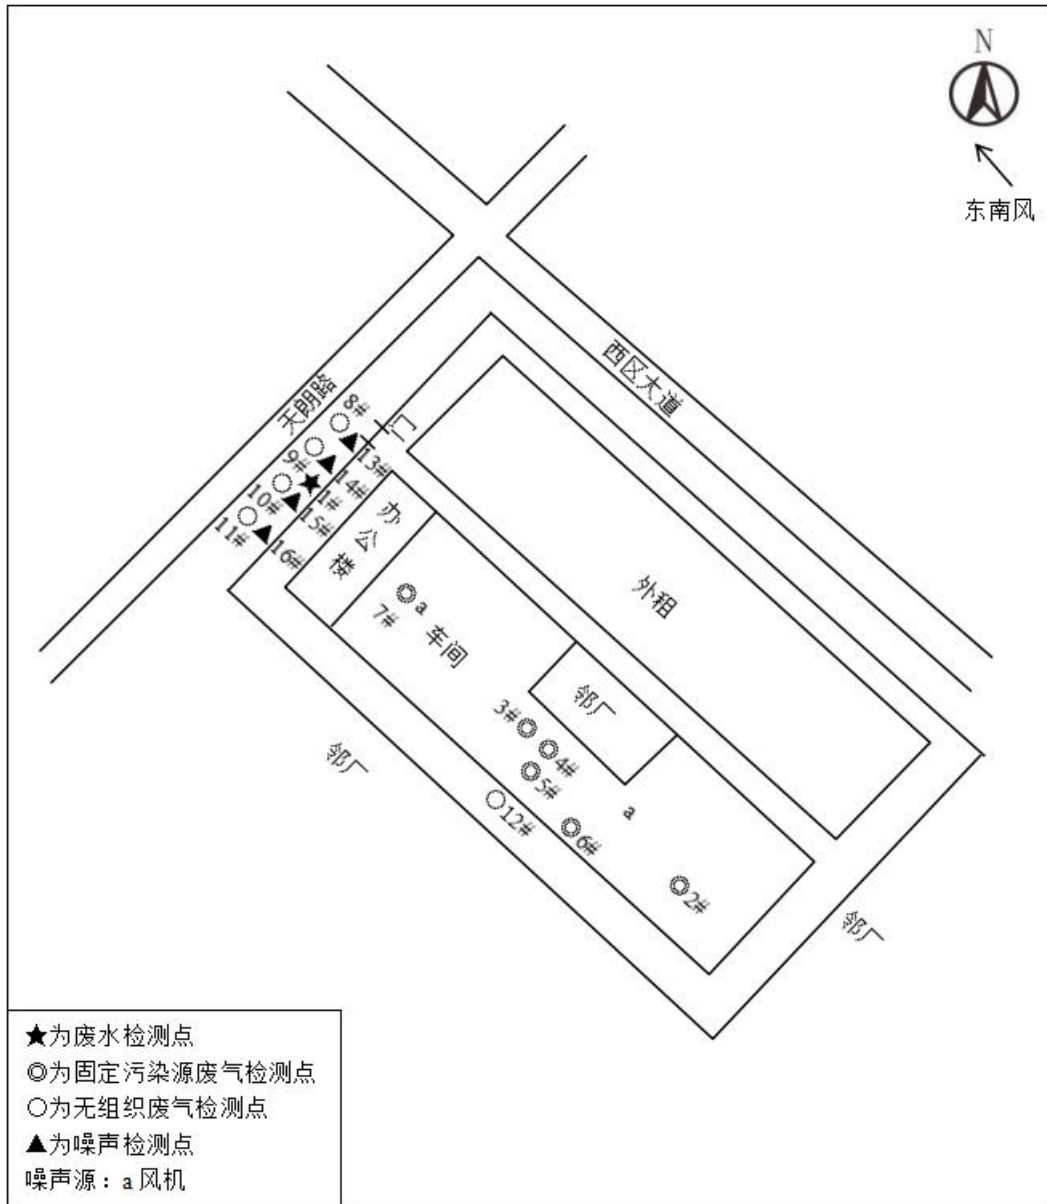 N
东南风
西区大道
天朗路
8#
门
13#
9#
14#
1#
10#
15#
11#
16#
办公楼
外租
a
7#
车间
邻厂
3#
4#
5#
邻厂
12#
a
6#
2#
邻厂
★为废水检测点
◎为固定污染源废气检测点
○为无组织废气检测点
▲为噪声检测点
噪声源：a风机